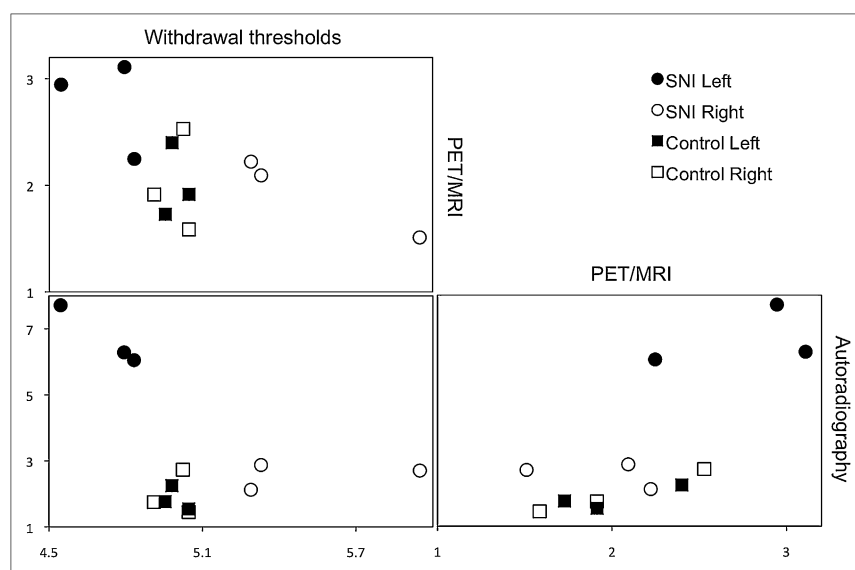 Withdrawal thresholds
3
2
1
PET/MRI
SNI Left
SNI Right
Control Left
Control Right
PET/MRI
7
5
3
1
Autoradiography
4.5 5.1 5.7 1 2 3